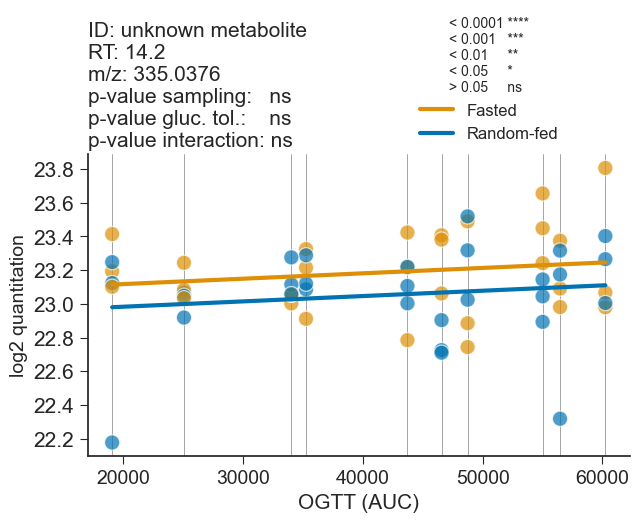 ID: unknown metabolite
RT: 14.2
m/z: 335.0376
p-value sampling: ns
p-value gluc. tol.: ns
p-value interaction: ns
< 0.0001 ****
< 0.001 ***
< 0.01 **
< 0.05 *
> 0.05 ns
Fasted
Random-fed
log2 quantitation
23.8
23.6
23.4
23.2
23.0
22.8
22.6
22.4
22.2
20000 30000 40000 50000 60000
OGTT (AUC)